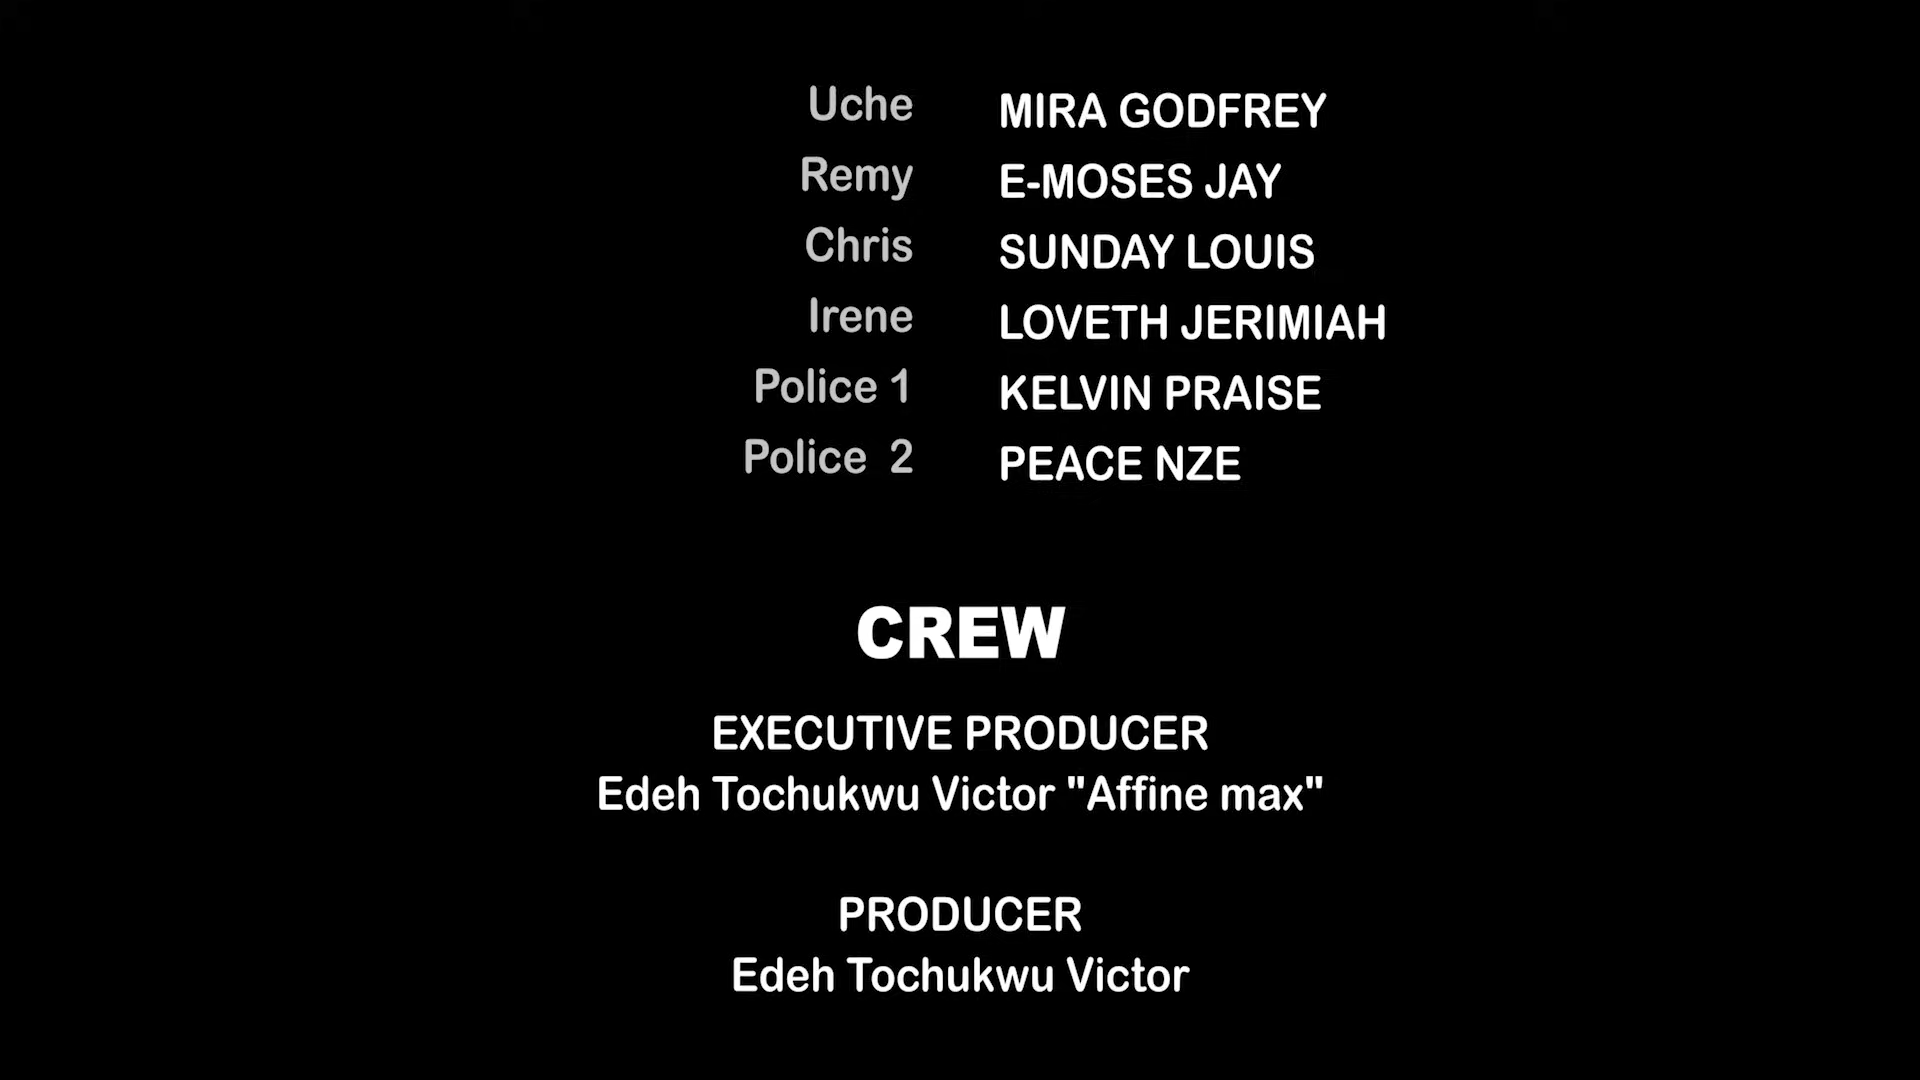 Uche MIRA GODFREY
Remy E-MOSES JAY
Chris SUNDAY LOUIS
Irene LOVETH JERIMIAH
Police 1 KELVIN PRAISE
Police 2 PEACE NZE
CREW
EXECUTIVE PRODUCER
Edeh Tochukwu Victor "Affine max"
PRODUCER
Edeh Tochukwu Victor